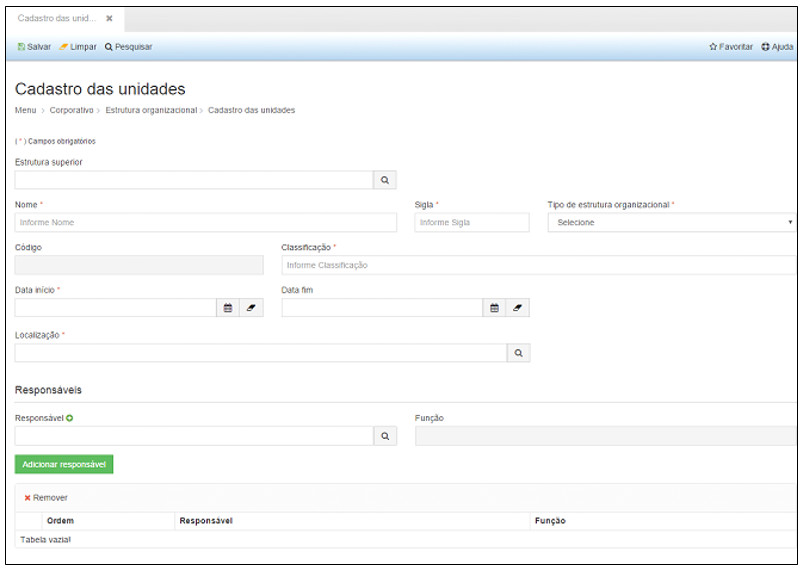 Cadastro das unid... ✖
Salvar Limpar Pesquisar Favoritar Ajuda
Cadastro das unidades
Menu > Corporativo > Estrutura organizacional > Cadastro das unidades
( * ) Campos obrigatórios
Estrutura superior
Nome * Sigla * Tipo de estrutura organizacional *
Informe Nome Informe Sigla Selecione
Código Classificação *
Informe Classificação
Data início * Data fim
Localização *
Responsáveis
Responsável Função
Adicionar responsável
✖ Remover
Ordem Responsável Função
Tabela vazia!